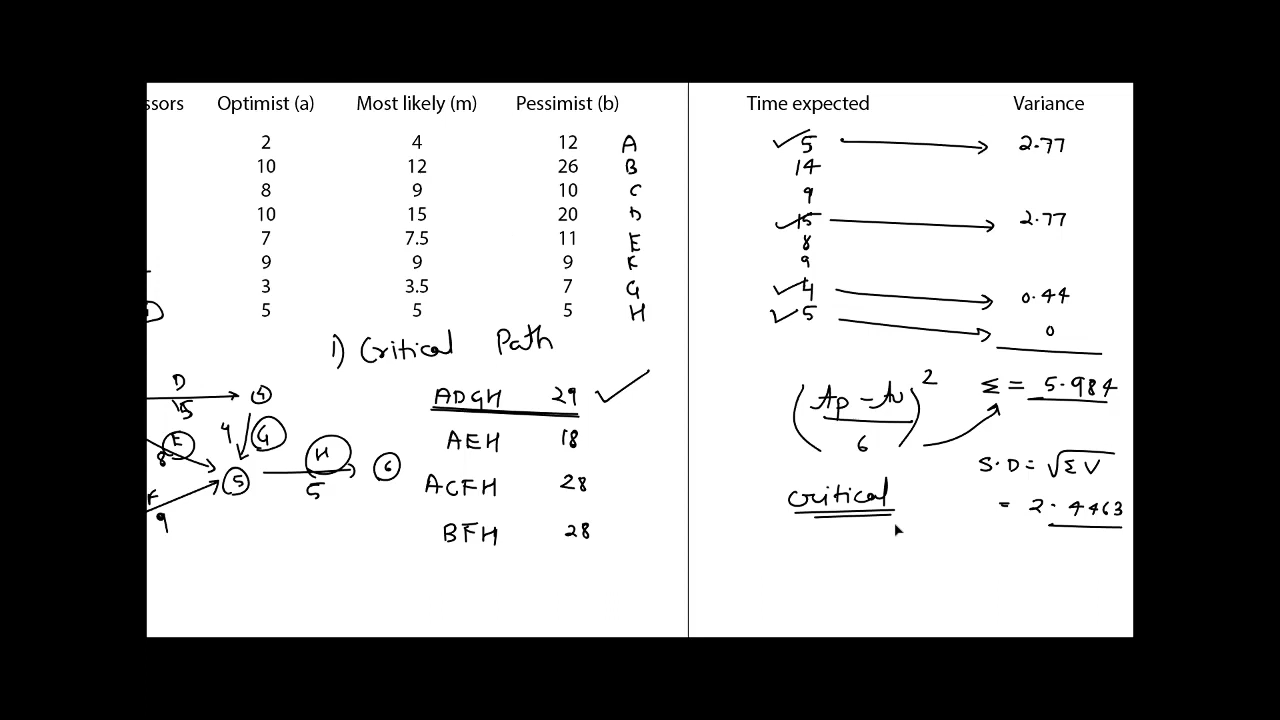 ssors Optimist (a) Most likely (m) Pessimist (b) Time expected Variance
2 4 12 A 5 2.77
10 12 26 B 14
8 9 10 C 9
10 15 20 D 15 2.77
7 7.5 11 E 8
9 9 9 F 9
3 3.5 7 G 4 0.44
5 5 5 H 5 0
1) Critical Path
D
15
4
4 G
E
8
5
H
5
6
F
9
ADGH 29
AEH 18
ACFH 28
BFH 28
Σ = 5.984
6
2
S.D = √ΣV
= 2.4463
Critical